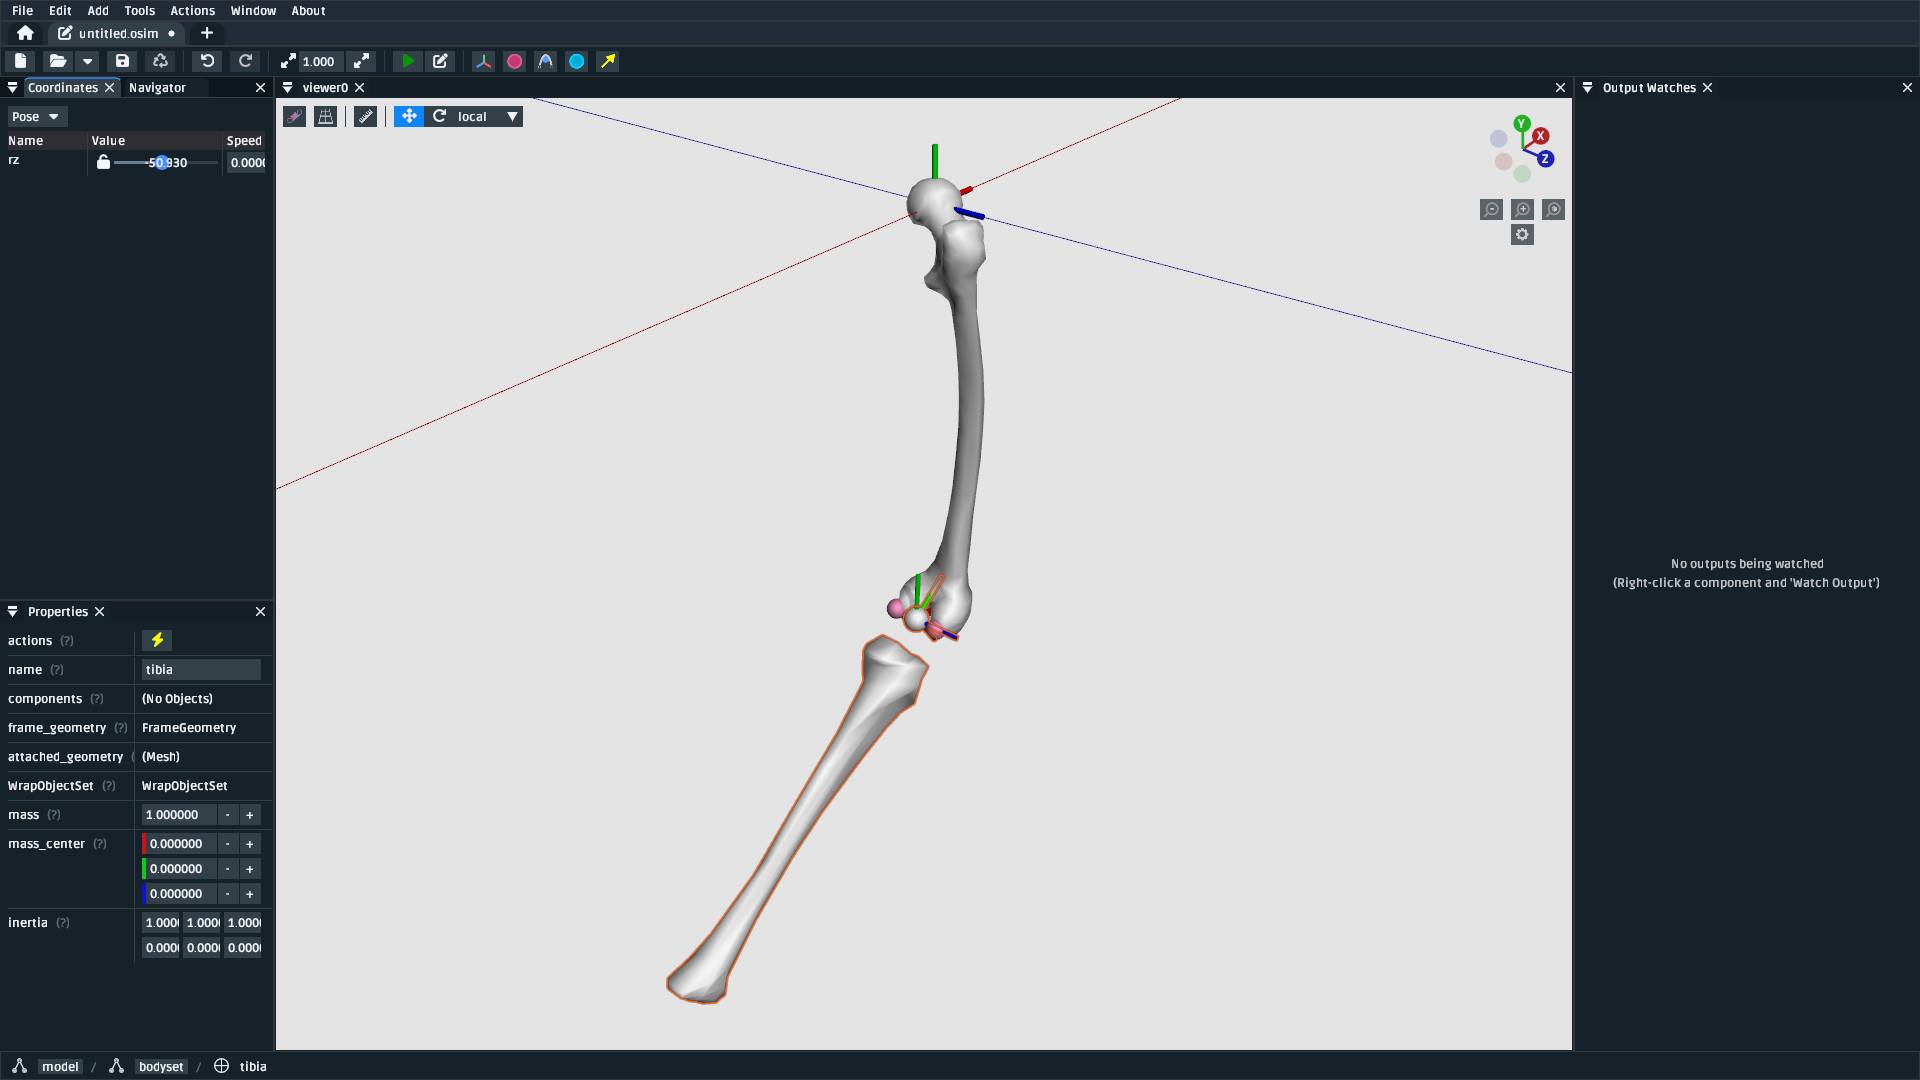 File Edit Add Tools Actions Window About
untitled.osim
1.000
Coordinates Navigator
Pose
Name Value Speed
rz -50.930 0.000
viewer0
local
Y
X
Z
Output Watches
No outputs being watched
(Right-click a component and 'Watch Output')
Properties
actions (?)
name (?) tibia
components (?) (No Objects)
frame_geometry (?) FrameGeometry
attached_geometry (Mesh)
WrapObjectSet (?) WrapObjectSet
mass (?) 1.000000 - +
mass_center (?) 0.000000 - +
0.000000 - +
0.000000 - +
inertia (?) 1.000 1.000 1.000
0.000 0.000 0.000
model / bodyset / tibia